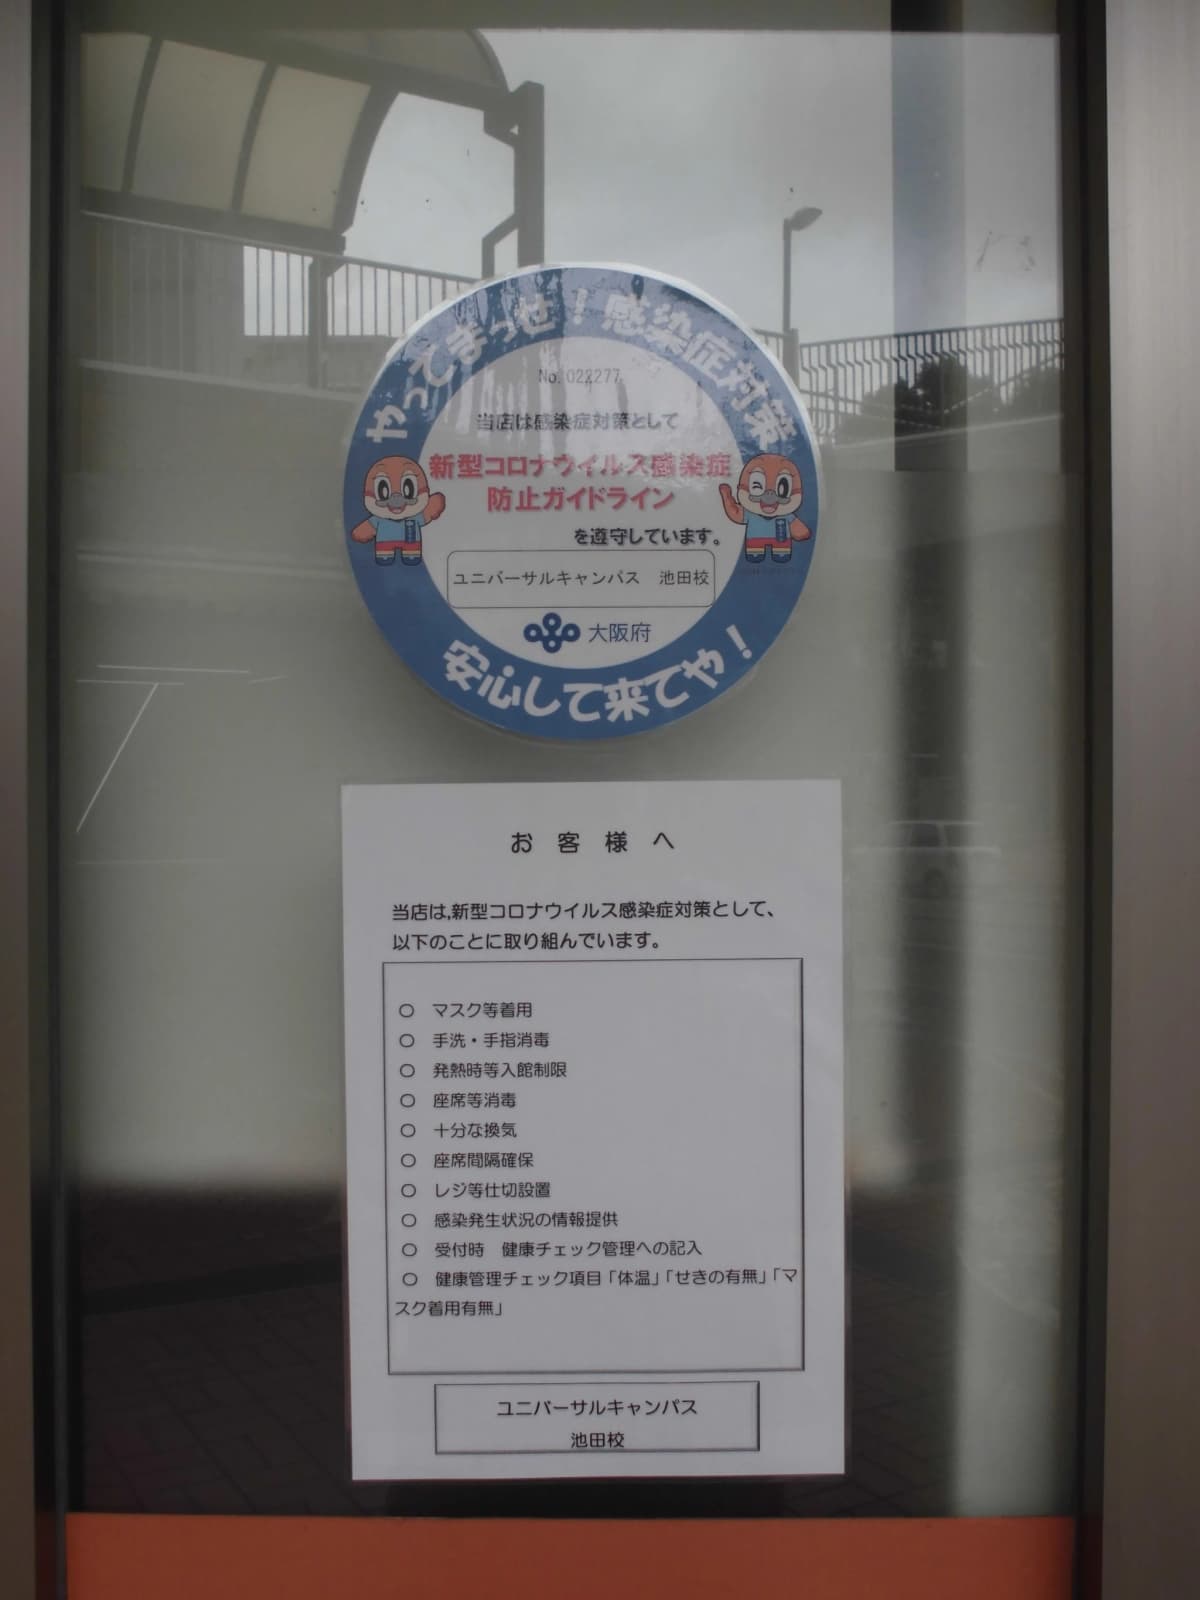 やってまっせ！感染症対策
No. 022277
当店は感染症対策として
新型コロナウイルス感染症
防止ガイドライン
を遵守しています。
ユニバーサルキャンパス　池田校
大阪府
安心して来てや！
お客様へ
当店は,新型コロナウイルス感染症対策として、
以下のことに取り組んでいます。
〇　マスク等着用
〇　手洗・手指消毒
〇　発熱時等入館制限
〇　座席等消毒
〇　十分な換気
〇　座席間隔確保
〇　レジ等仕切設置
〇　感染発生状況の情報提供
〇　受付時　健康チェック管理への記入
〇　健康管理チェック項目「体温」「せきの有無」「マ
スク着用有無」
ユニバーサルキャンパス
池田校